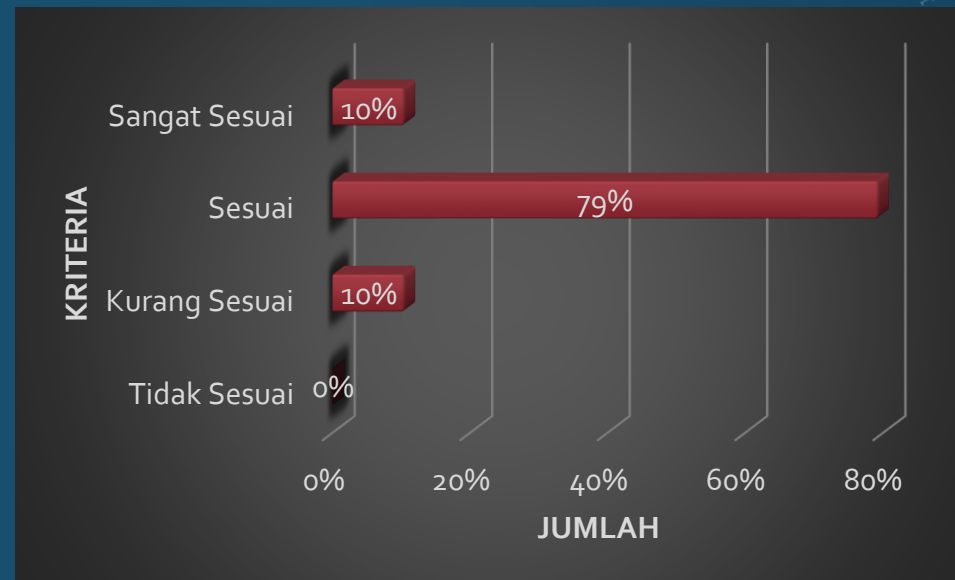 Sangat Sesuai
10%
Sesuai
79%
Kurang Sesuai
10%
Tidak Sesuai
0%
KRITERIA
0% 20% 40% 60% 80%
JUMLAH